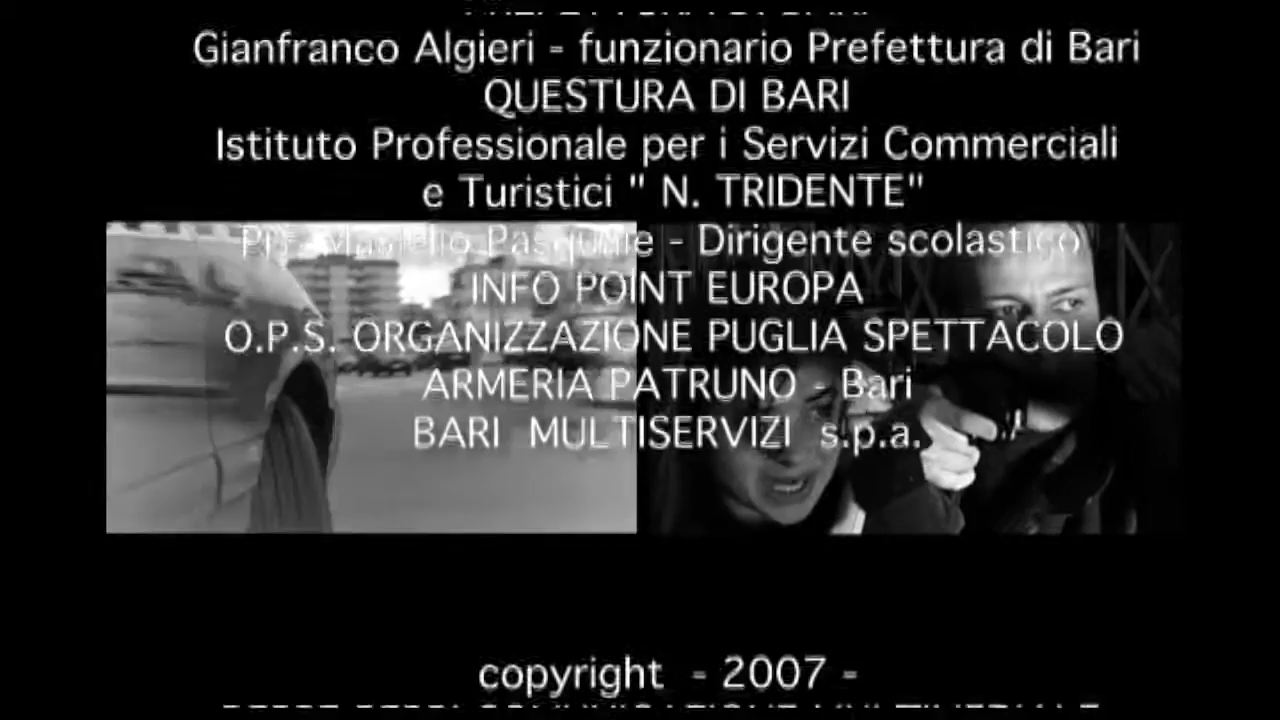 Gianfranco Algieri - funzionario Prefettura di Bari
QUESTURA DI BARI
Istituto Professionale per i Servizi Commerciali
e Turistici " N. TRIDENTE"
Pasquale - Dirigente scolastico
INFO POINT EUROPA
O.P.S. ORGANIZZAZIONE PUGLIA SPETTACOLO
ARMERIA PATRUNO - Bari
BARI MULTISERVIZI s.p.a.
copyright - 2007 -